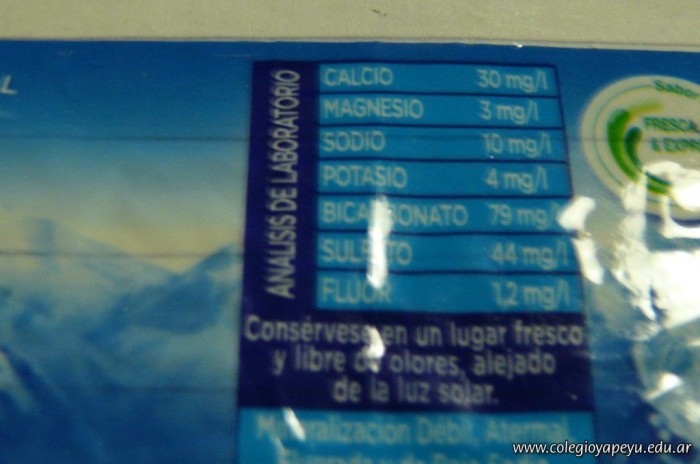 L
ANALISIS DE LABORATORIO
CALCIO 30 mg/l
MAGNESIO 3 mg/l
SODIO 10 mg/l
POTASIO 4 mg/l
BICARBONATO 79 mg/l
SULFATO 44 mg/l
FLUOR 1,2 mg/l
Consérvese en un lugar fresco
y libre de olores, alejado
de la luz solar.
Mineralización Débil, Atermal,
FRESCA
www.colegioyapeyu.edu.ar